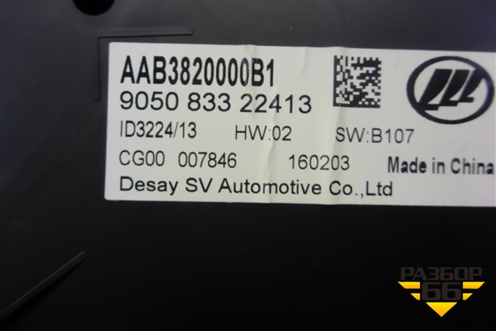 AAB3820000B1
9050 833 22413
ID3224/13 HW:02 SW:B107
CG00 007846 160203 Made in China
Desay SV Automotive Co.,Ltd
РАЗБОР
66